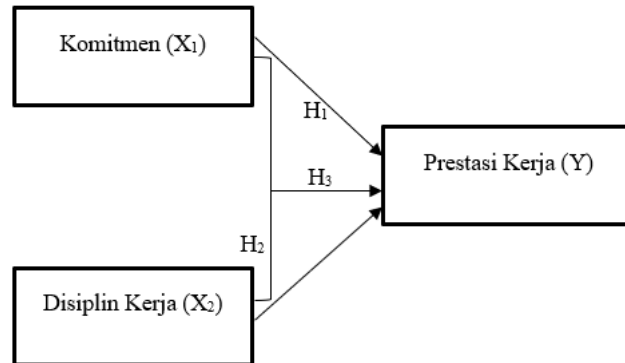 Komitmen (X₁)
H₁
Prestasi Kerja (Y)
H₃
H₂
Disiplin Kerja (X₂)